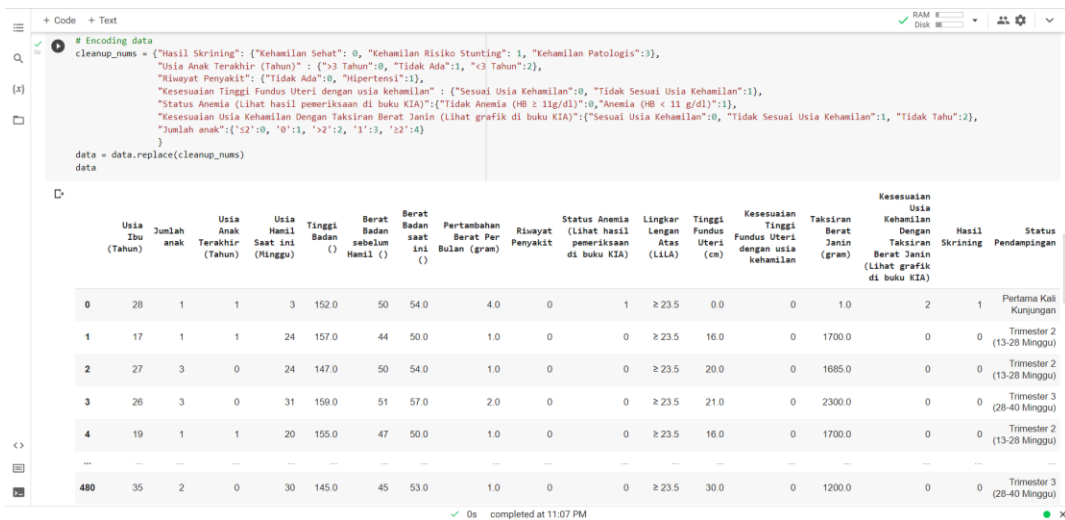 + Code + Text
RAM
Disk
# Encoding data
cleanup_nums = {"Hasil Skrining": {"Kehamilan Sehat": 0, "Kehamilan Risiko Stunting": 1, "Kehamilan Patologis":3},
"Usia Anak Terakhir (Tahun)" : {">3 Tahun":0, "Tidak Ada":1, "<3 Tahun":2},
"Riwayat Penyakit": {"Tidak Ada":0, "Hipertensi":1},
"Kesesuaian Tinggi Fundus Uteri dengan usia kehamilan" : {"Sesuai Usia Kehamilan":0, "Tidak Sesuai Usia Kehamilan":1},
"Status Anemia (Lihat hasil pemeriksaan di buku KIA)":{"Tidak Anemia (HB ≥ 11g/dl)":0,"Anemia (HB < 11 g/dl)":1},
"Kesesuaian Usia Kehamilan Dengan Taksiran Berat Janin (Lihat grafik di buku KIA)":{"Sesuai Usia Kehamilan":0, "Tidak Sesuai Usia Kehamilan":1, "Tidak Tahu":2},
"Jumlah anak":{'≤2':0, '0':1, '>2':2, '1':3, '≥2':4}
}
data = data.replace(cleanup_nums)
data
Usia Ibu (Tahun) Jumlah anak Usia Anak Terakhir (Tahun) Usia Hamil Saat ini (Minggu) Tinggi Badan () Berat Badan sebelum Hamil () Berat Badan saat ini () Pertambahan Berat Per Bulan (gram) Riwayat Penyakit Status Anemia (Lihat hasil pemeriksaan di buku KIA) Lingkar Lengan Atas (LiLA) Tinggi Fundus Uteri (cm) Kesesuaian Tinggi Fundus Uteri dengan usia kehamilan Taksiran Berat Janin (gram) Kesesuaian Usia Kehamilan Dengan Taksiran Berat Janin (Lihat grafik di buku KIA) Hasil Skrining Status Pendampingan
0 28 1 1 3 152.0 50 54.0 4.0 0 1 ≥ 23.5 0.0 0 1.0 2 1 Pertama Kali Kunjungan
1 17 1 1 24 157.0 44 50.0 1.0 0 0 ≥ 23.5 16.0 0 1700.0 0 0 Trimester 2 (13-28 Minggu)
2 27 3 0 24 147.0 50 54.0 1.0 0 0 ≥ 23.5 20.0 0 1685.0 0 0 Trimester 2 (13-28 Minggu)
3 26 3 0 31 159.0 51 57.0 2.0 0 0 ≥ 23.5 21.0 0 2300.0 0 0 Trimester 3 (28-40 Minggu)
4 19 1 1 20 155.0 47 50.0 1.0 0 0 ≥ 23.5 16.0 0 1700.0 0 0 Trimester 2 (13-28 Minggu)
... ... ... ... ... ... ... ... ... ... ... ... ... ... ... ... ... ...
480 35 2 0 30 145.0 45 53.0 1.0 0 0 ≥ 23.5 30.0 0 1200.0 0 0 Trimester 3 (28-40 Minggu)
0s completed at 11:07 PM